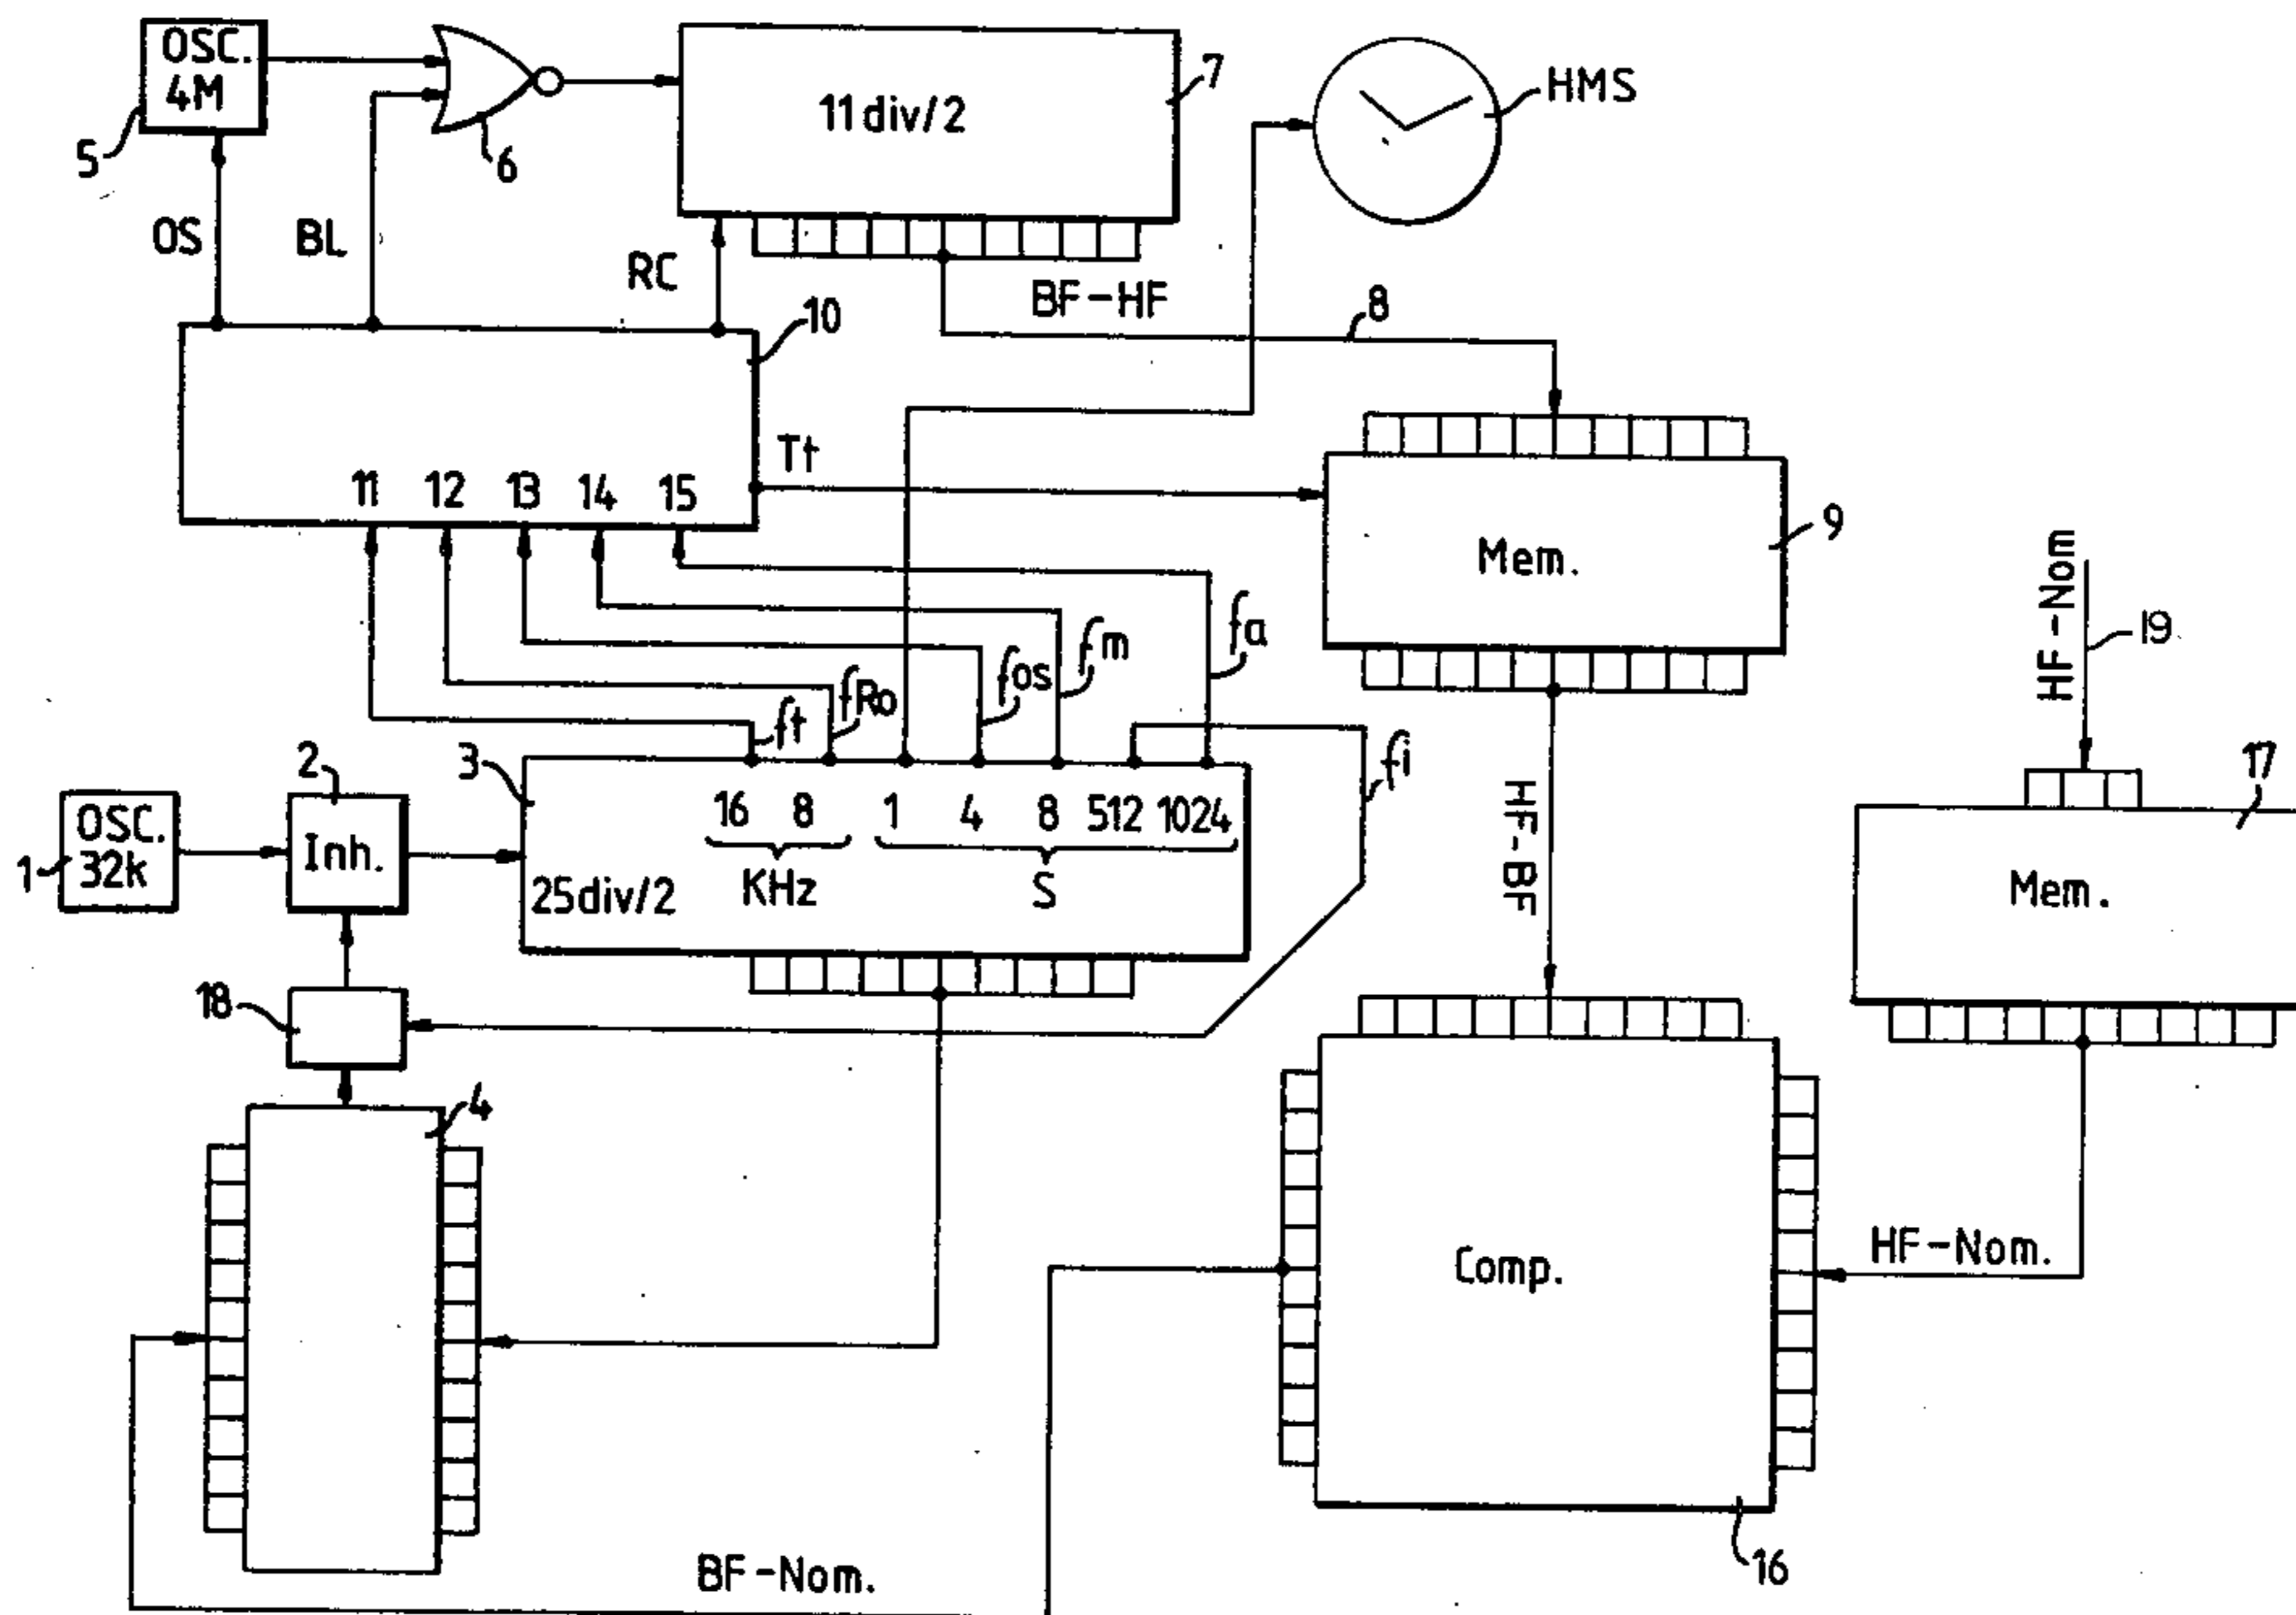 OSC.
4M
5
6
11div/2
7
HMS
OS
BL
RC
BF-HF
8
10
Tt
11 12 13 14 15
Mem.
9
HF-Nom
19
ft
fRo
fos
fm
fa
fi
HF-BF
1
OSC.
32k
2
Inh.
3
16 8 1 4 8 512 1024
KHz
S
25div/2
17
Mem.
18
4
Comp.
HF-Nom.
16
BF-Nom.